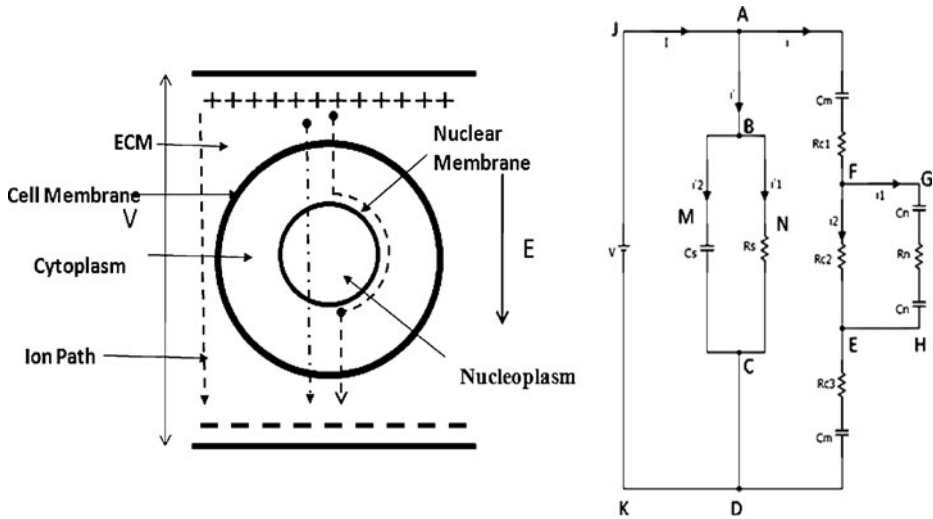 + + + + + + + + + + +
ECM
Nuclear
Membrane
Cell Membrane
V
E
Cytoplasm
Ion Path
Nucleoplasm
J
A
I
i
i'
Cm
B
Rc1
F
G
i1
i'2
i'1
M
N
Cn
i2
V
Cs
Rs
Rc2
Rn
Cn
E
H
C
Rc3
Cm
K
D